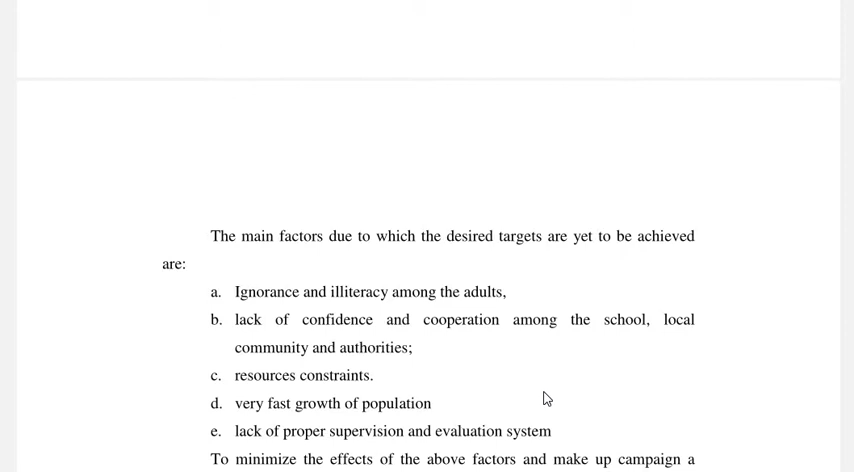 The main factors due to which the desired targets are yet to be achieved
are:
a. Ignorance and illiteracy among the adults,
b. lack of confidence and cooperation among the school, local
community and authorities;
c. resources constraints.
d. very fast growth of population
e. lack of proper supervision and evaluation system
To minimize the effects of the above factors and make up campaign a